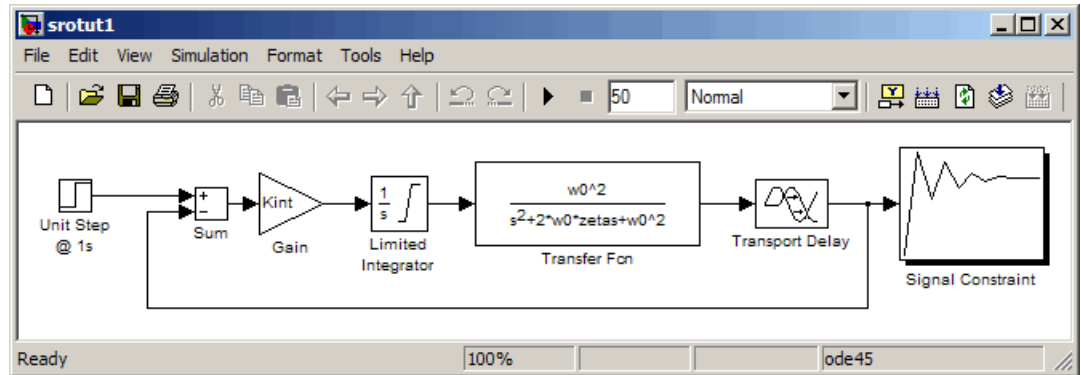 srotut1
File Edit View Simulation Format Tools Help
50 Normal
Unit Step
@ 1s
+
−
Sum
Kint
Gain
1
s
Limited
Integrator
w0^2
s2+2*w0*zetas+w0^2
Transfer Fcn
Transport Delay
Signal Constraint
Ready 100% ode45